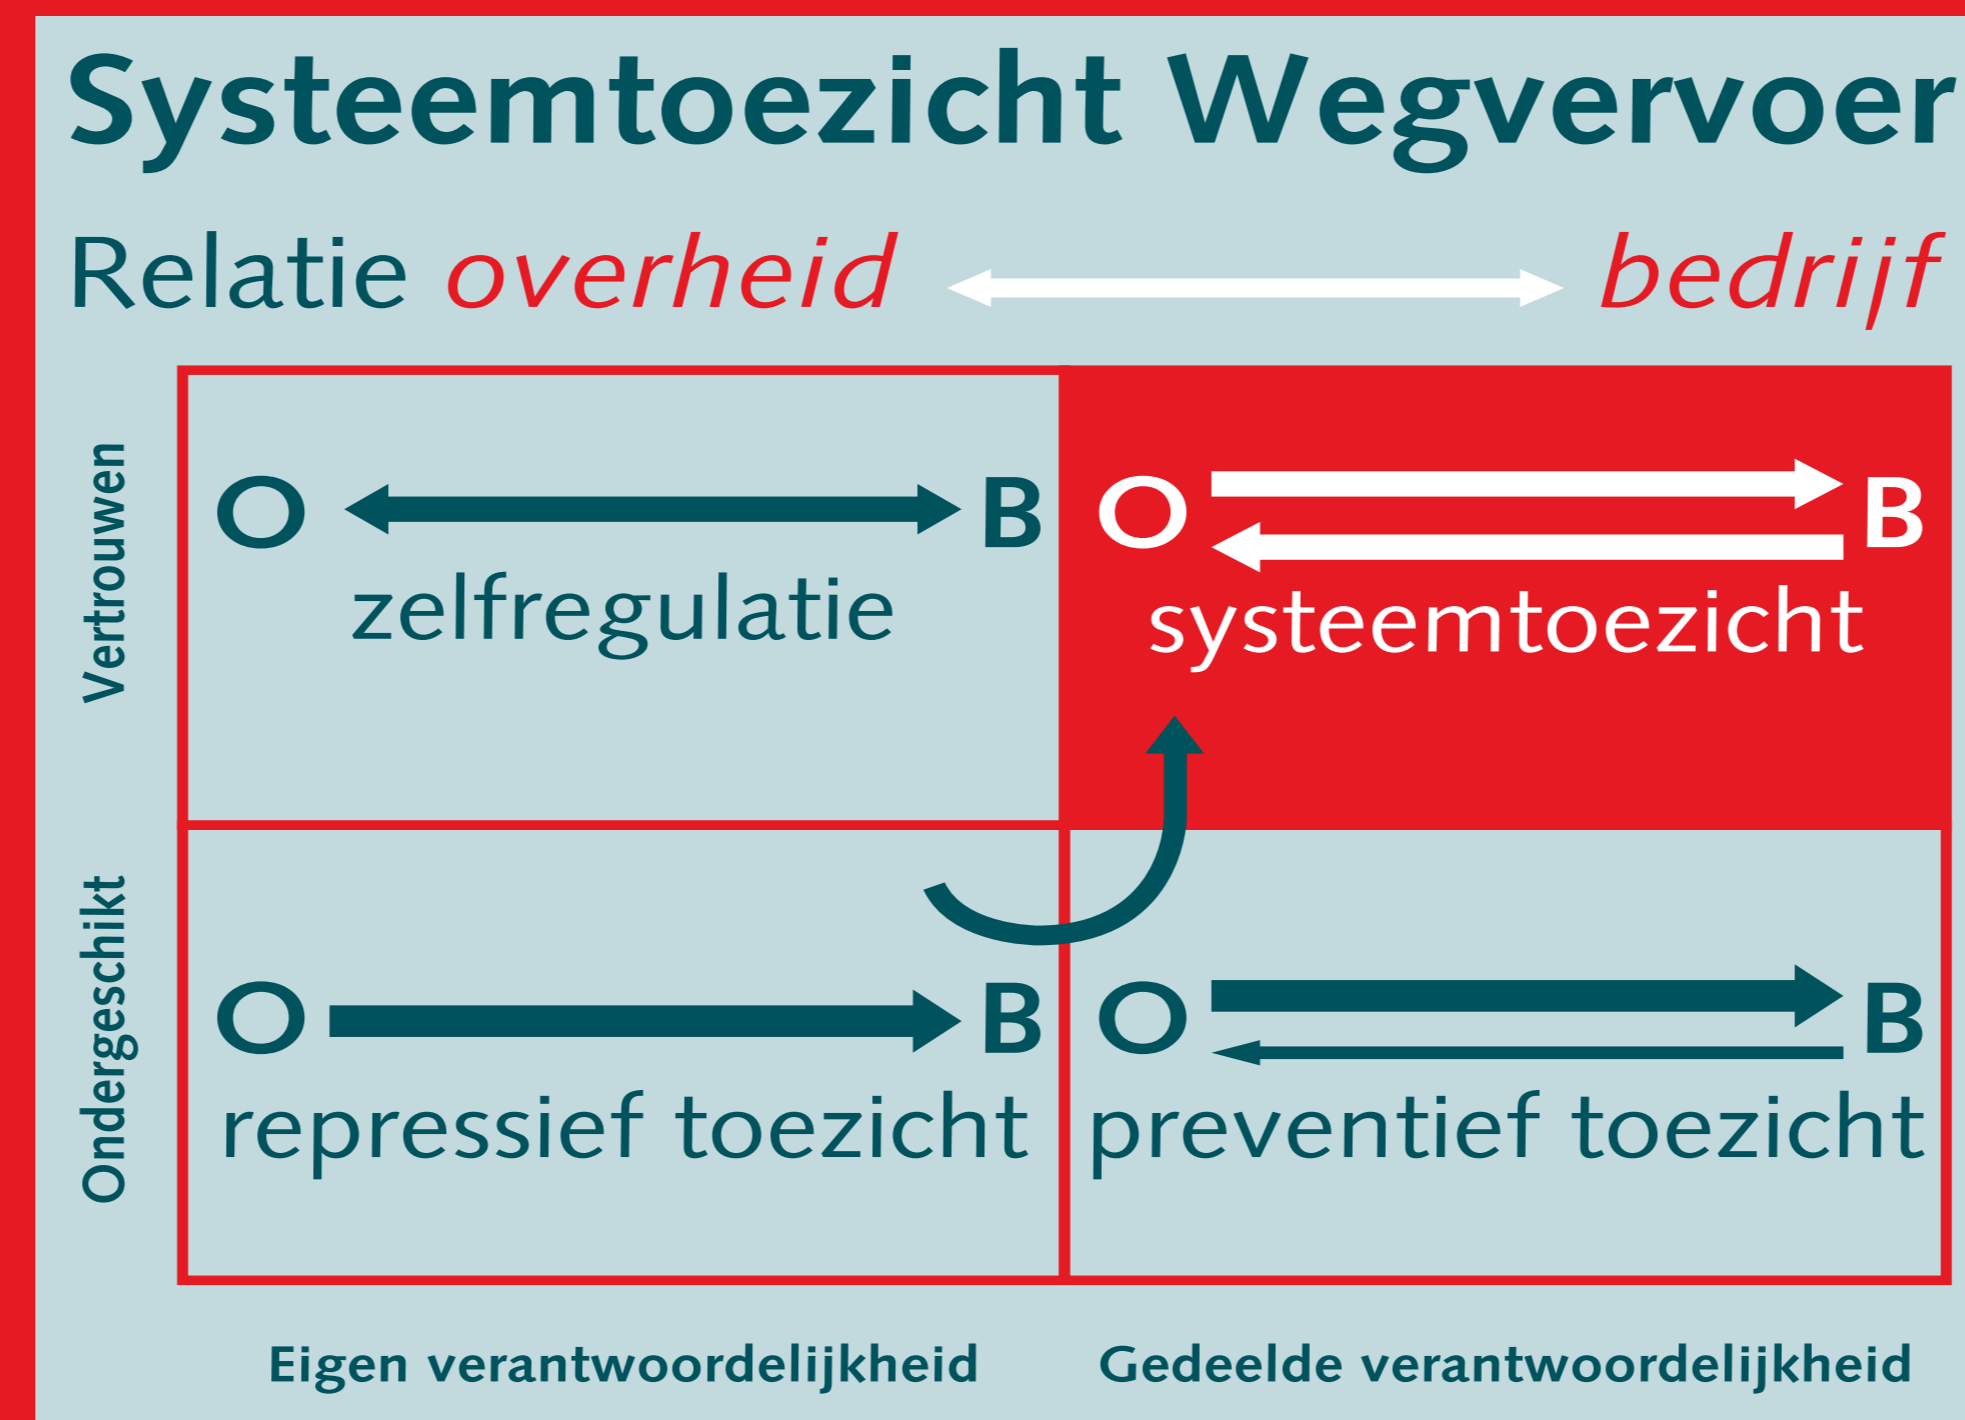 Systeemtoezicht Wegvervoer
Relatie overheid bedrijf
Vertrouwen
O B
zelfregulatie
O B
systeemtoezicht
Ondergeschikt
O B
repressief toezicht
O B
preventief toezicht
Eigen verantwoordelijkheid
Gedeelde verantwoordelijkheid